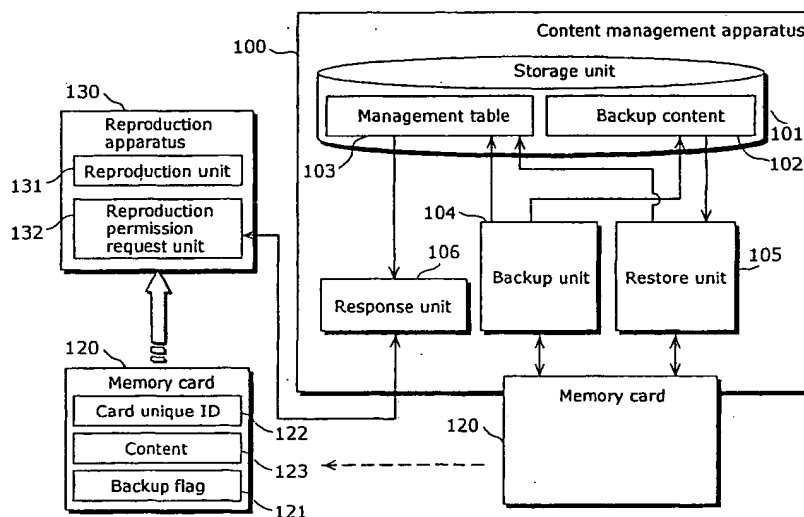 100
Content management apparatus
Storage unit
Management table
Backup content
101
103
102
130
Reproduction
apparatus
131
Reproduction unit
132
Reproduction
permission
request unit
104
106
105
Response unit
Backup unit
Restore unit
120
Memory card
Card unique ID
122
Content
123
Backup flag
121
Memory card
120